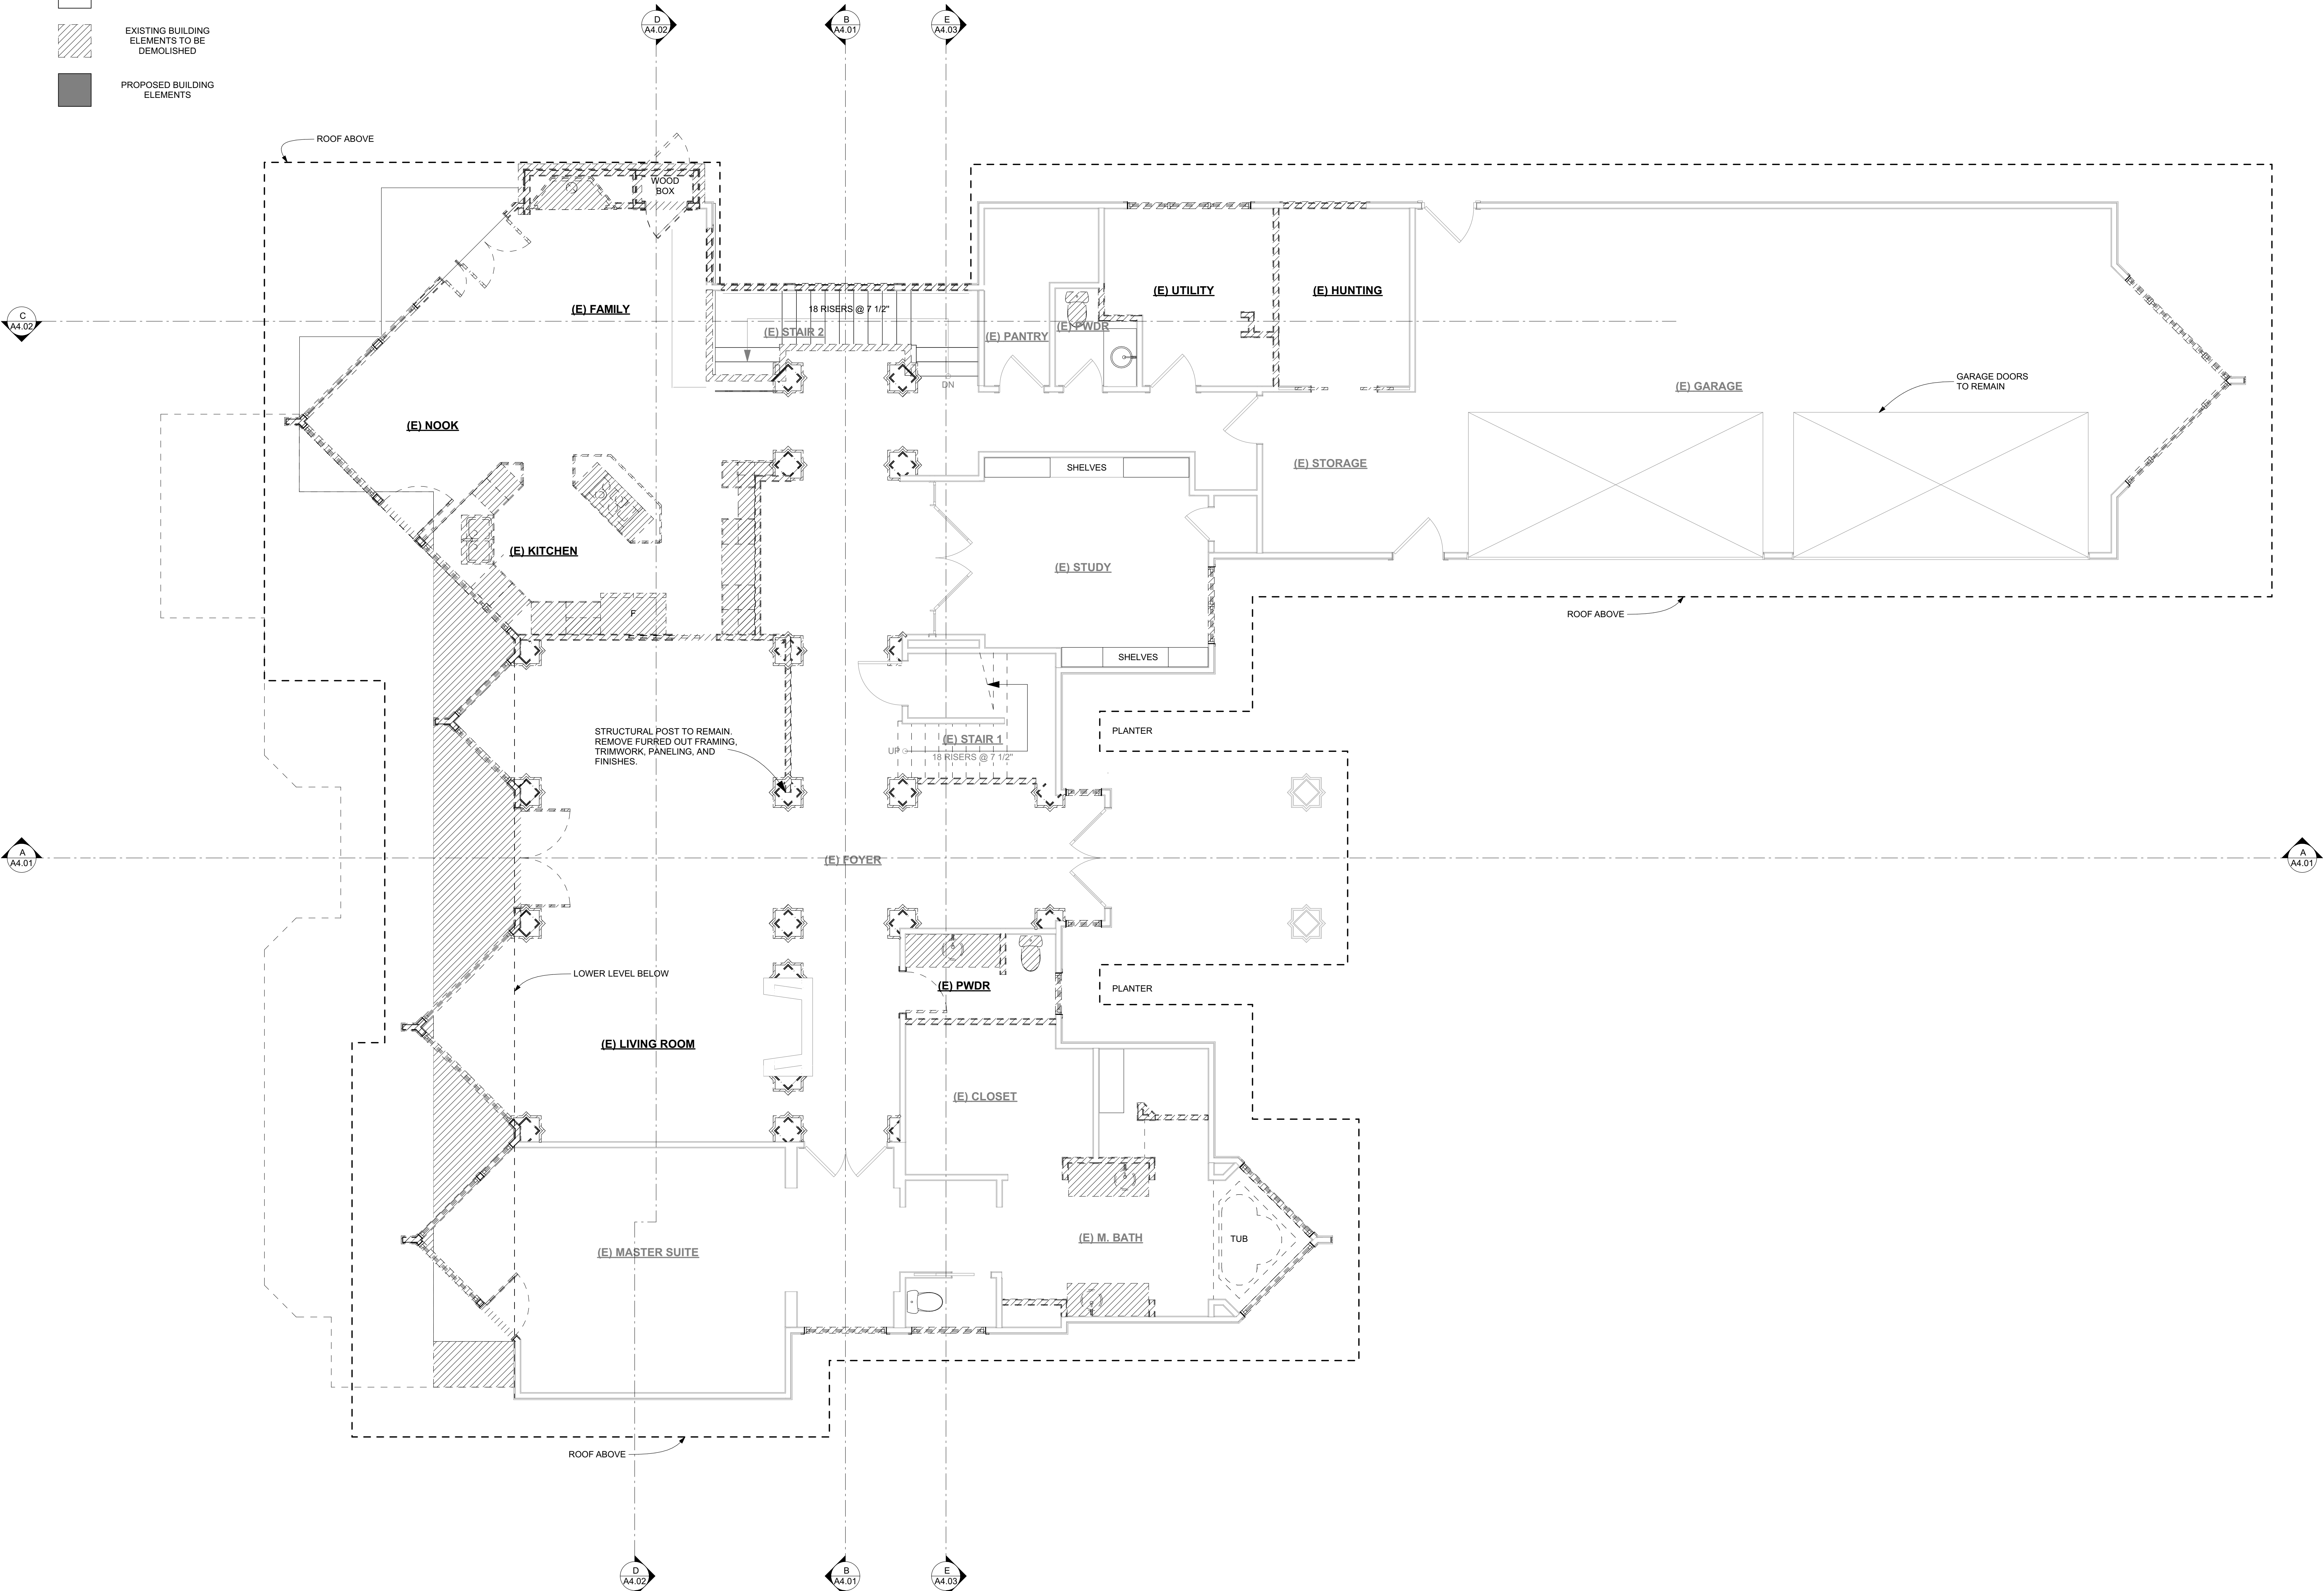 EXISTING BUILDING
ELEMENTS TO BE
DEMOLISHED
PROPOSED BUILDING
ELEMENTS
D
A4.02
B
A4.01
E
A4.03
ROOF ABOVE
WOOD
BOX
(E) FAMILY
18 RISERS @ 7 1/2"
(E) STAIR 2
DN
(E) PANTRY
(E) PWDR
(E) UTILITY
(E) HUNTING
C
A4.02
(E) GARAGE
GARAGE DOORS
TO REMAIN
(E) NOOK
(E) STORAGE
SHELVES
(E) KITCHEN
(E) STUDY
F
ROOF ABOVE
SHELVES
STRUCTURAL POST TO REMAIN.
REMOVE FURRED OUT FRAMING,
TRIMWORK, PANELING, AND
FINISHES.
(E) STAIR 1
UP
18 RISERS @ 7 1/2"
PLANTER
A
A4.01
(E) FOYER
A
A4.01
LOWER LEVEL BELOW
(E) PWDR
PLANTER
(E) LIVING ROOM
(E) CLOSET
(E) MASTER SUITE
(E) M. BATH
TUB
ROOF ABOVE
D
A4.02
B
A4.01
E
A4.03